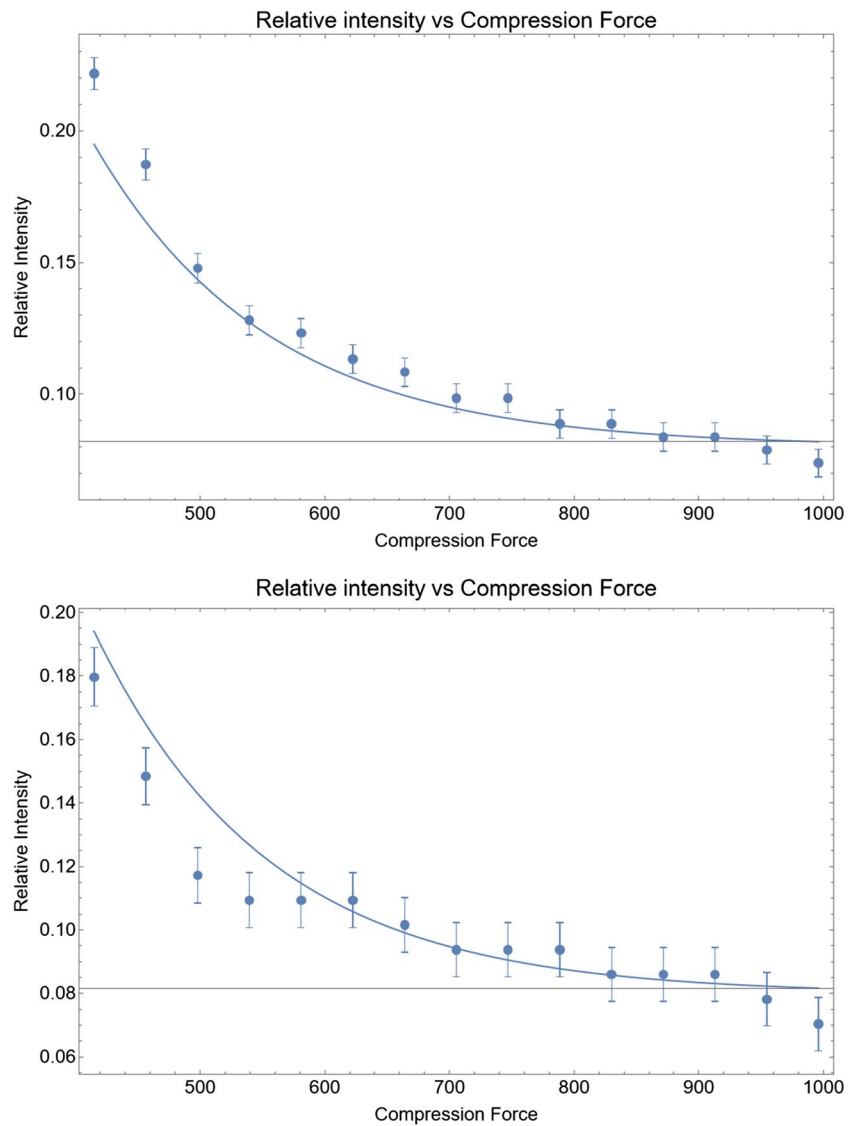 Relative intensity vs Compression Force
0.20
0.15
0.10
Relative Intensity
500 600 700 800 900 1000
Compression Force
Relative intensity vs Compression Force
0.20
0.18
0.16
0.14
0.12
0.10
0.08
0.06
Relative Intensity
500 600 700 800 900 1000
Compression Force